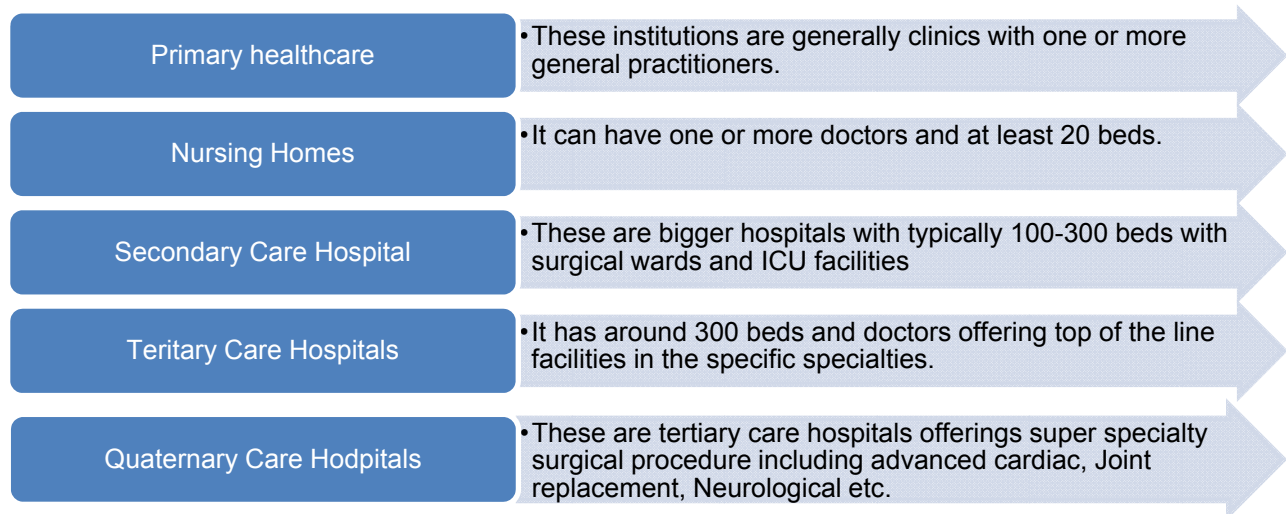 Primary healthcare
•These institutions are generally clinics with one or more
general practitioners.
Nursing Homes
•It can have one or more doctors and at least 20 beds.
Secondary Care Hospital
•These are bigger hospitals with typically 100-300 beds with
surgical wards and ICU facilities
Teritary Care Hospitals
•It has around 300 beds and doctors offering top of the line
facilities in the specific specialties.
Quaternary Care Hodpitals
•These are tertiary care hospitals offerings super specialty
surgical procedure including advanced cardiac, Joint
replacement, Neurological etc.